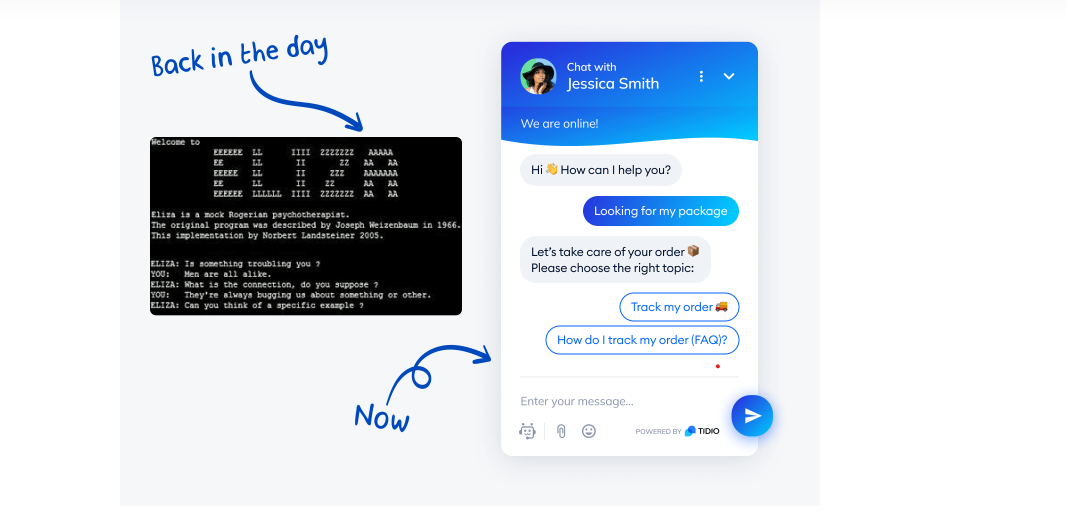 Back in the day
Welcome to
EEEEEE LL IIII ZZZZZZZ AAAAA
EE LL II ZZ AA AA
EEEEE LL II ZZZ AAAAAAA
EE LL II ZZ AA AA
EEEEEE LLLLLL IIII ZZZZZZZ AA AA
Eliza is a mock Rogerian psychotherapist.
The original program was described by Joseph Weizenbaum in 1966.
This implementation by Norbert Landsteiner 2005.
ELIZA: Is something troubling you ?
YOU: Men are all alike.
ELIZA: What is the connection, do you suppose ?
YOU: They're always bugging us about something or other.
ELIZA: Can you think of a specific example ?
Now
Chat with
Jessica Smith
We are online!
Hi 👋 How can I help you?
Looking for my package
Let's take care of your order 📦
Please choose the right topic:
Track my order 🚚
How do I track my order (FAQ)?
Enter your message...
POWERED BY TIDIO